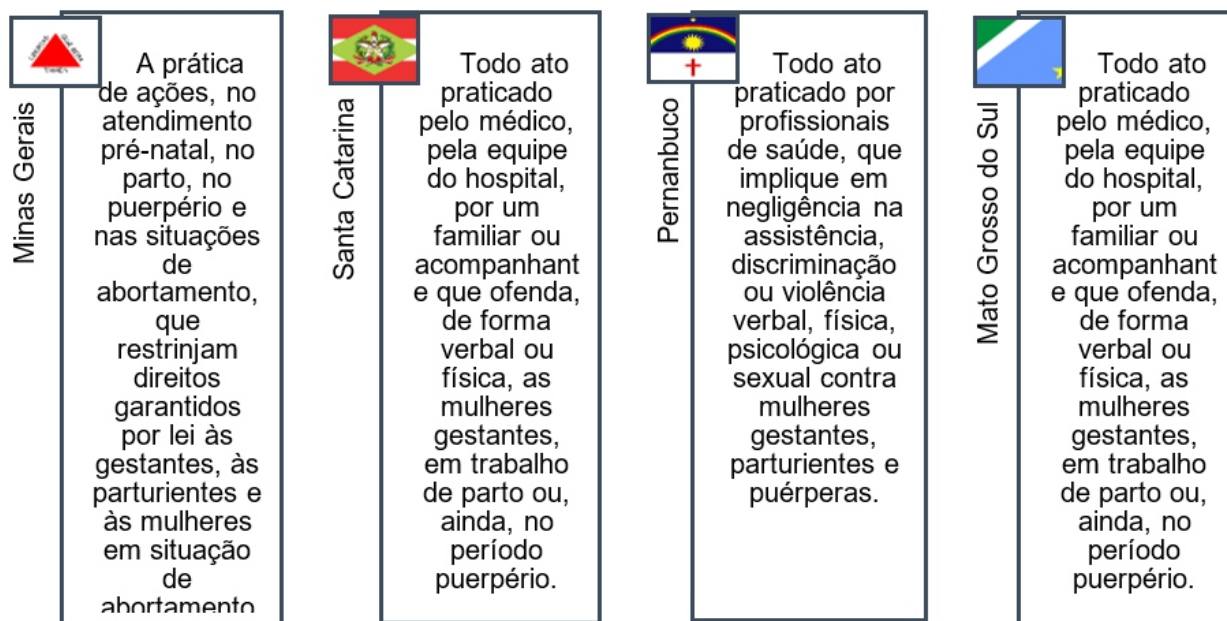 Minas Gerais
A prática
de ações, no
atendimento
pré-natal, no
parto, no
puerpério e
nas situações
de
abortamento,
que
restrinjam
direitos
garantidos
por lei às
gestantes, às
parturientes e
às mulheres
em situação
de
abortamento
Santa Catarina
Todo ato
praticado
pelo médico,
pela equipe
do hospital,
por um
familiar ou
acompanhant
e que ofenda,
de forma
verbal ou
física, as
mulheres
gestantes,
em trabalho
de parto ou,
ainda, no
período
puerpério.
Pernanbuco
Todo ato
praticado por
profissionais
de saúde, que
implique em
negligência na
assistência,
discriminação
ou violência
verbal, física,
psicológica ou
sexual contra
mulheres
gestantes,
parturientes e
puérperas.
Mato Grosso do Sul
Todo ato
praticado
pelo médico,
pela equipe
do hospital,
por um
familiar ou
acompanhant
e que ofenda,
de forma
verbal ou
física, as
mulheres
gestantes,
em trabalho
de parto ou,
ainda, no
período
puerpério.